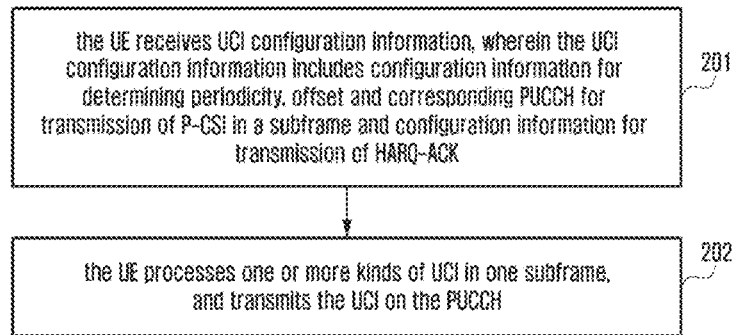 the UE receives UCI configuration information, wherein the UCI
configuration information includes configuration information for
determining periodicity, offset and corresponding PUCCH for
transmission of P-CSI in a subframe and configuration information for
transmission of HARQ-ACK
201
the UE processes one or more kinds of UCI in one subframe,
and transmits the UCI on the PUCCH
202